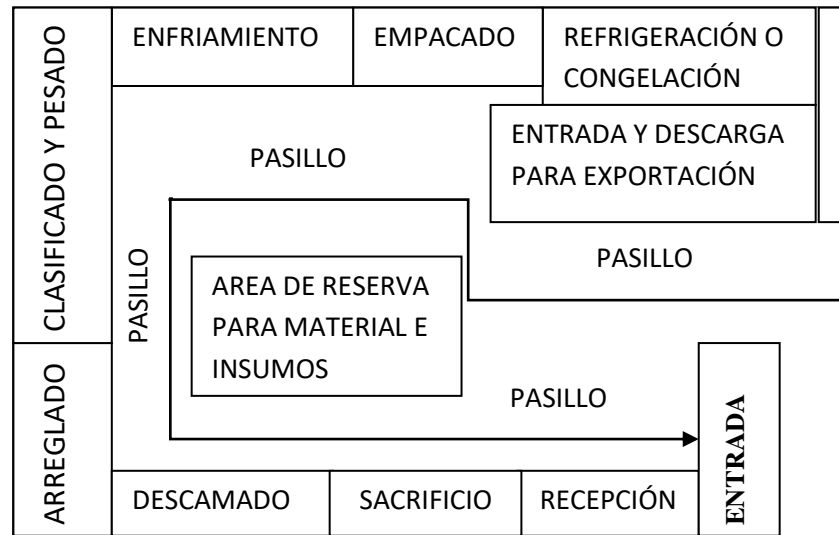 CLASIFICADO Y PESADO
ENFRIAMIENTO
EMPACADO
REFRIGERACIÓN O
CONGELACIÓN
ENTRADA Y DESCARGA
PARA EXPORTACIÓN
PASILLO
PASILLO
PASILLO
AREA DE RESERVA
PARA MATERIAL E
INSUMOS
PASILLO
ARREGLADO
DESCAMADO
SACRIFICIO
RECEPCIÓN
ENTRADA